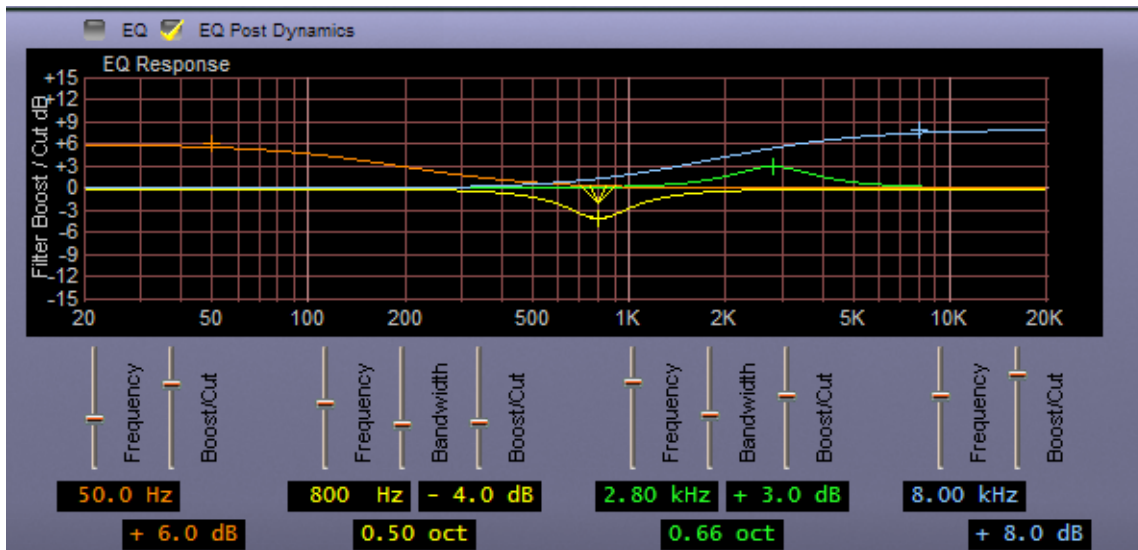 EQ EQ Post Dynamics
EQ Response
Filter Boost / Cut dB
+15
+12
+9
+6
+3
0
-3
-6
-9
-12
-15
20 50 100 200 500 1K 2K 5K 10K 20K
Frequency Boost/Cut Frequency Bandwidth Boost/Cut Frequency Bandwidth Boost/Cut Frequency Boost/Cut
50.0 Hz 800 Hz - 4.0 dB 2.80 kHz + 3.0 dB 8.00 kHz
+ 6.0 dB 0.50 oct 0.66 oct + 8.0 dB